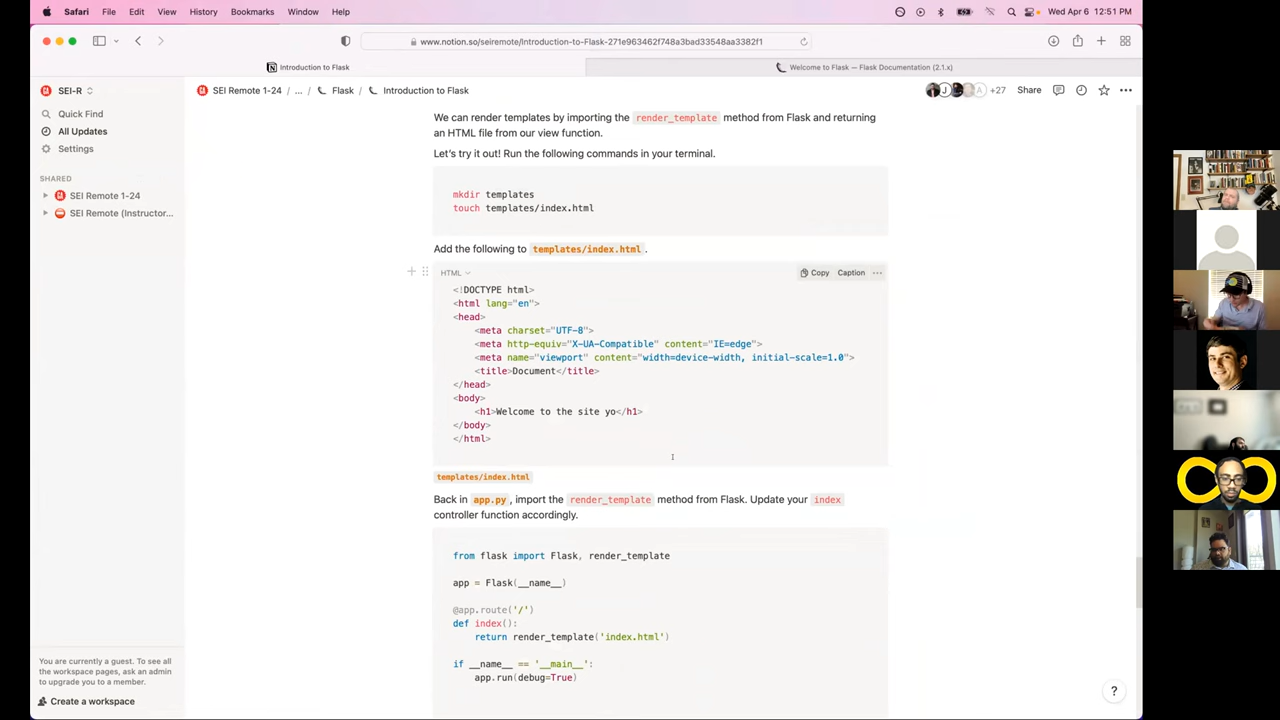 Safari File Edit View History Bookmarks Window Help
Wed Apr 6 12:51 PM
www.notion.so/seiremote/Introduction-to-Flask-271e963462f748a3bad33548aa3382f1
Introduction to Flask
Welcome to Flask — Flask Documentation (2.1.x)
SEI-R
SEI Remote 1-24 / ... / Flask / Introduction to Flask
J
A
+27
Share
Quick Find
All Updates
Settings
SHARED
SEI Remote 1-24
SEI Remote (Instructor...
We can render templates by importing the render_template method from Flask and returning
an HTML file from our view function.
Let's try it out! Run the following commands in your terminal.
mkdir templates
touch templates/index.html
Add the following to templates/index.html .
HTML
Copy Caption
<!DOCTYPE html>
<html lang="en">
<head>
<meta charset="UTF-8">
<meta http-equiv="X-UA-Compatible" content="IE=edge">
<meta name="viewport" content="width=device-width, initial-scale=1.0">
<title>Document</title>
</head>
<body>
<h1>Welcome to the site yo</h1>
</body>
</html>
templates/index.html
Back in app.py, import the render_template method from Flask. Update your index
controller function accordingly.
from flask import Flask, render_template
app = Flask(__name__)
@app.route('/')
def index():
return render_template('index.html')
if __name__ == '__main__':
app.run(debug=True)
You are currently a guest. To see all
the workspace pages, ask an admin
to upgrade you to a member.
Create a workspace
?